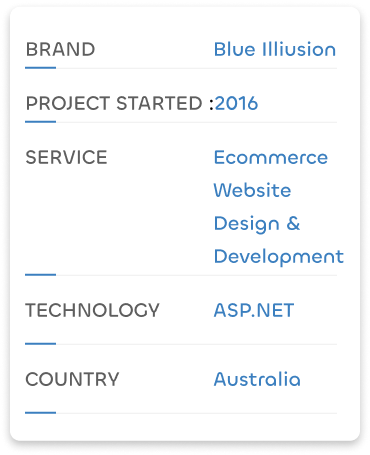 BRAND Blue Illiusion
PROJECT STARTED :2016
SERVICE Ecommerce
Website
Design &
Development
TECHNOLOGY ASP.NET
COUNTRY Australia